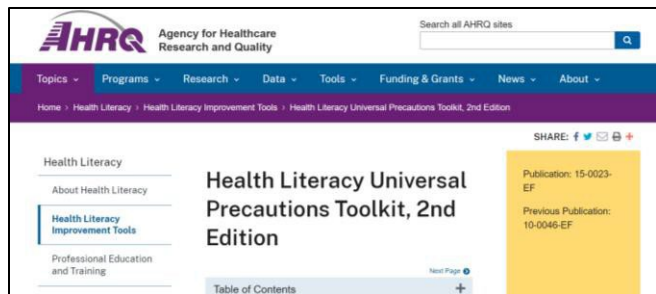 AHRQ
Agency for Healthcare
Research and Quality
Search all AHRQ sites
Topics
Programs
Research
Data
Tools
Funding & Grants
News
About
Home > Health Literacy > Health Literacy Improvement Tools > Health Literacy Universal Precautions Toolkit, 2nd Edition
SHARE:
Health Literacy
About Health Literacy
Health Literacy
Improvement Tools
Professional Education
and Training
Health Literacy Universal
Precautions Toolkit, 2nd
Edition
Next Page
Table of Contents
+
Publication: 15-0023-
EF
Previous Publication:
10-0046-EF